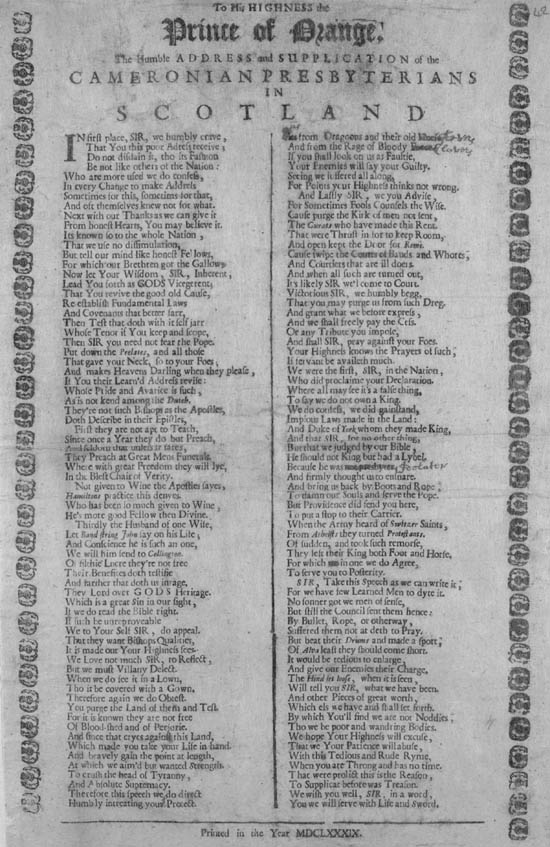 To His HIGHNESS the
Prince of Orange:
The Humble ADDRESS and SUPPLICATION of the
CAMERONIAN PRESBYTERIANS
IN
SCOTLAND
IN first place, SIR, we humbly crave,
That You this poor Adress receive;
Do not disdain it, tho its Fashion
Be not like others of the Nation:
Who are more used we do confess,
In every Change to make Address
Sometimes for this, sometimes for that,
And oft themselves knew not for what.
Next with our Thanks as we can give it
From honest Hearts, You may believe it.
Its known to to the whole Nation,
That we use no dissimulation,
But tell our mind like honest Fellows,
For which our Brethren got the Gallows.
Now let Your Wisdom, SIR, Inherent,
Lead You forth as GODS Vicegerent,
That You revive the good old Cause,
Re-establish Fundamental Laws
And Covenants that better farr,
Then Test that doth with it self jarr
Whose Tenor if You keep and scope,
Then SIR you need not fear the Pope.
Put down the Prelates, and all those
That gave your Neck, so to your Foes;
And makes Heavens Darling when they please,
If You their Learn'd Address revise:
Whose Pride and Avarice is such,
As is not kend among the Dutch.
They're not such Bishops as the Apostles,
Doth Describe in their Epistles,
First they are not apt to Teach,
Since once a Year they do but Preach,
And seldom that unless it rares,
They Preach at Great Mens Funerals.
Where with great Freedom they will lye,
In the Blest Chair of Verity.
Not given to Wine the Apostles sayes,
Hamiltons practice this denyes.
Who has been so much given to Wine,
He's more good Fellow then Divine.
Thirdly the Husband of one Wife,
Let Band string John say on his Life;
And Conscience if he is such an one,
We will him send to Collington.
Of filthie Lucre they're not free
Their Benefices doth testifie
And farther that doth us inrage,
They Lord over GODS Heritage.
Which is a great Sin in our sight,
If we do read the Bible right.
If such be unreproveable
We to Your Self SIR, do appeal.
That they want Bishops Qualities,
It is made out Your Highness sees.
We Love not much SIR, to Reflect,
But we must Villany Detect.
When we do see it in a Lown,
Tho it be covered with a Gown.
Therefore again we do Obtest.
You purge the Land of them and Test.
For it is known they are not free
Of Blood-shed and of Perjurie.
And since that cryes against this Land,
Which made you take your Life in hand
And bravely gain the point at length,
At which we aim'd but wanted Strength.
To crush the head of Tyranny,
And Absolute Supremacy.
Therefore this speech we do direct
Humbly intreating your Protect.
from Dragoons and their old
And from the Rage of Bloody
If you shall look on us as Faustie,
Your Enemies will say your Guilty.
Seeing we suffered all along,
For Points your Highness thinks not wrong.
And Lastly SIR, we you Advise,
For Sometimes Fools Counsels the Wise.
Cause purge the Kirk of men not sent,
The Curats who have made this Rent.
That were Thrust in for to keep Room,
And open kept the Door for Rome.
Cause swipe the Courts of Bauds and Whores,
And Courders that are ill doers.
And when all such are turned out,
It's likely SIR we'l come to Court.
Victorious SIR, we humbly begg,
That you may purge us from such Dreg.
And grant what we before express,
And we shall freely pay the Cess.
Or any Tribute you impose,
And shall SIR, pray against your Foes.
Your Highness knows the Prayers of such,
If fervant be availeth much.
We were the first, SIR, in the Nation,
Who did proclaime your Declaration.
Where all may see it's a false thing,
To say we do not own a King.
We do confess, we did gainstand,
Impious Laws made in the Land:
And Duke of York whom they made King,
And that SIR, for no other thing,
But that we judged by our Bible,
He should not King but had a Lybel.
Because he was
And firmly thought us to ensnare.
And bring us back by Boots and Rope;
To damn our Souls and serve the Pope.
But Providence did send you here,
To put a stop to their Carrier.
When the Army heard of Switzer Saints,
From Atheists they turned Protestants.
Of sudden, and took such remorse,
They left their King both Foot and Horse,
For which in one we do Agree,
To serve you to Posterity.
SIR, Take this Speech as we can write it;
For we have few Learned Men to dyte it.
No sonner got we men of sense,
But still the Council sent them hence:
By Bullet, Rope, or otherway,
Suffered them not at deth to Pray.
But beat their Drums and made a sport,
Of Alva least they should come short.
It would be tedious to enlarge,
And give our Enemies their Charge.
The Hind let loose, when it is seen,
Will tell you SIR, what we have been.
And other Pieces of great worth,
Which els we have and shall set forth.
By which You'll find we are not Noddies,
Tho we be poor and wandring Bodies.
We hope Your Highness will excuse,
That we Your Patience will abuse,
With this Tedious and Rude Ryme,
When you are Throng and has no time.
That were prolict this is the Reason,
To Supplicat before was Treason.
We wish you well, SIR, in a word,
You we will serve with Life and Sword.
Printed in the Year MDCLXXXIX.